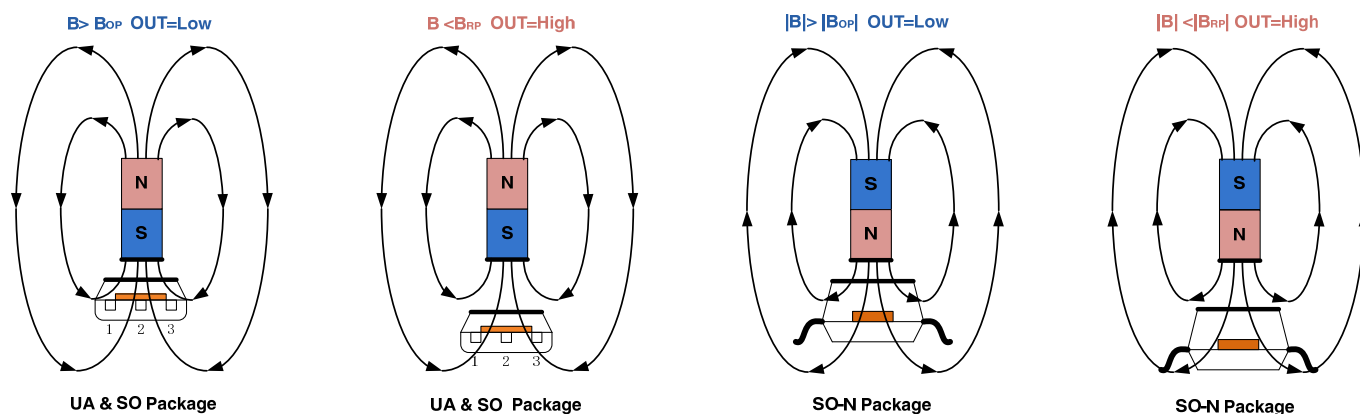 B> BOP OUT=Low
B <BRP OUT=High
|B|> |BOP| OUT=Low
|B| <|BRP| OUT=High
N
S
1 2 3
UA & SO Package
N
S
1 2 3
UA & SO Package
S
N
SO-N Package
S
N
SO-N Package